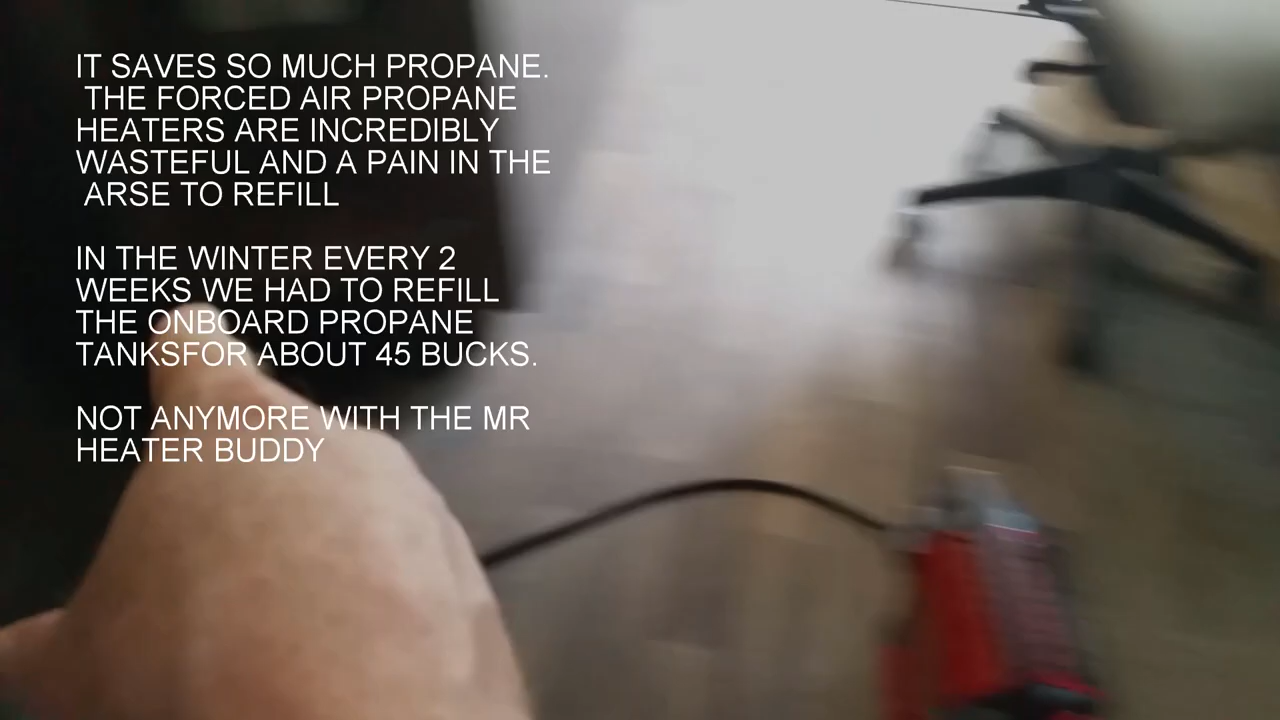 IT SAVES SO MUCH PROPANE.
THE FORCED AIR PROPANE
HEATERS ARE INCREDIBLY
WASTEFUL AND A PAIN IN THE
ARSE TO REFILL
IN THE WINTER EVERY 2
WEEKS WE HAD TO REFILL
THE ONBOARD PROPANE
TANKSFOR ABOUT 45 BUCKS.
NOT ANYMORE WITH THE MR
HEATER BUDDY